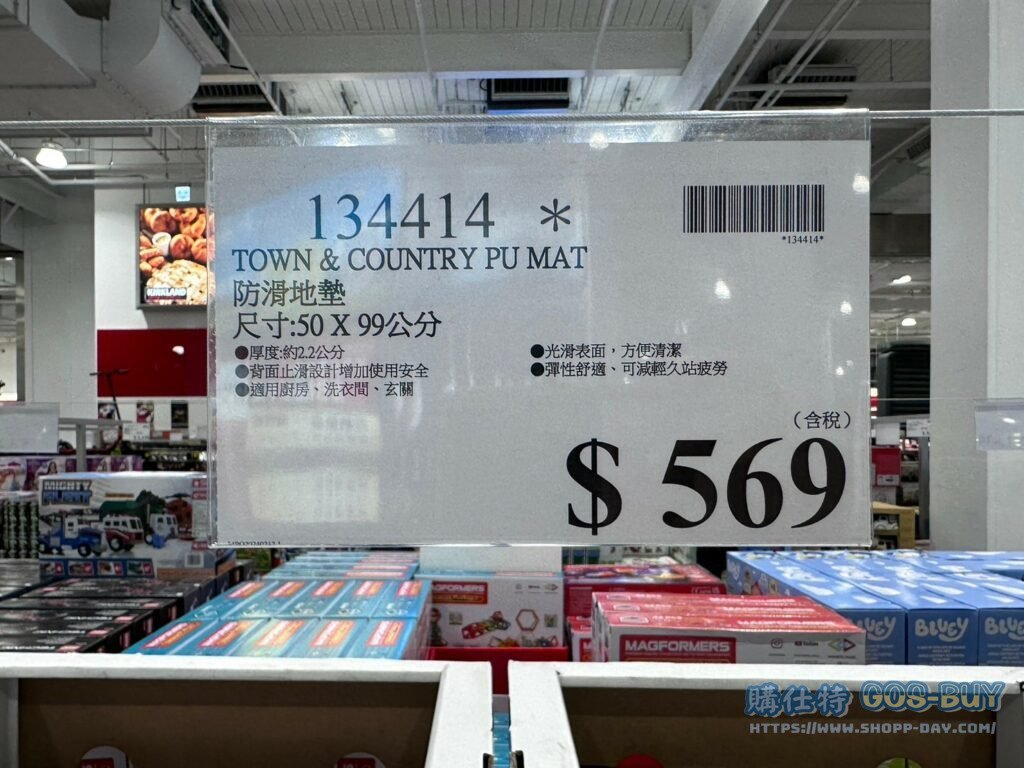 134414 *
*134414*
TOWN & COUNTRY PU MAT
防滑地墊
尺寸:50 X 99公分
●厚度:約2.2公分
●背面止滑設計增加使用安全
●適用廚房、洗衣間、玄關
●光滑表面，方便清潔
●彈性舒適、可減輕久站疲勞
(含稅)
$ 569
KIRKLAND
MIGHTY
FLEET
MAGFORMERS
MAGFORMERS
BLUEY
BLUEY
購仕特 GOS-BUY
HTTPS://WWW.SHOPP-DAY.COM/